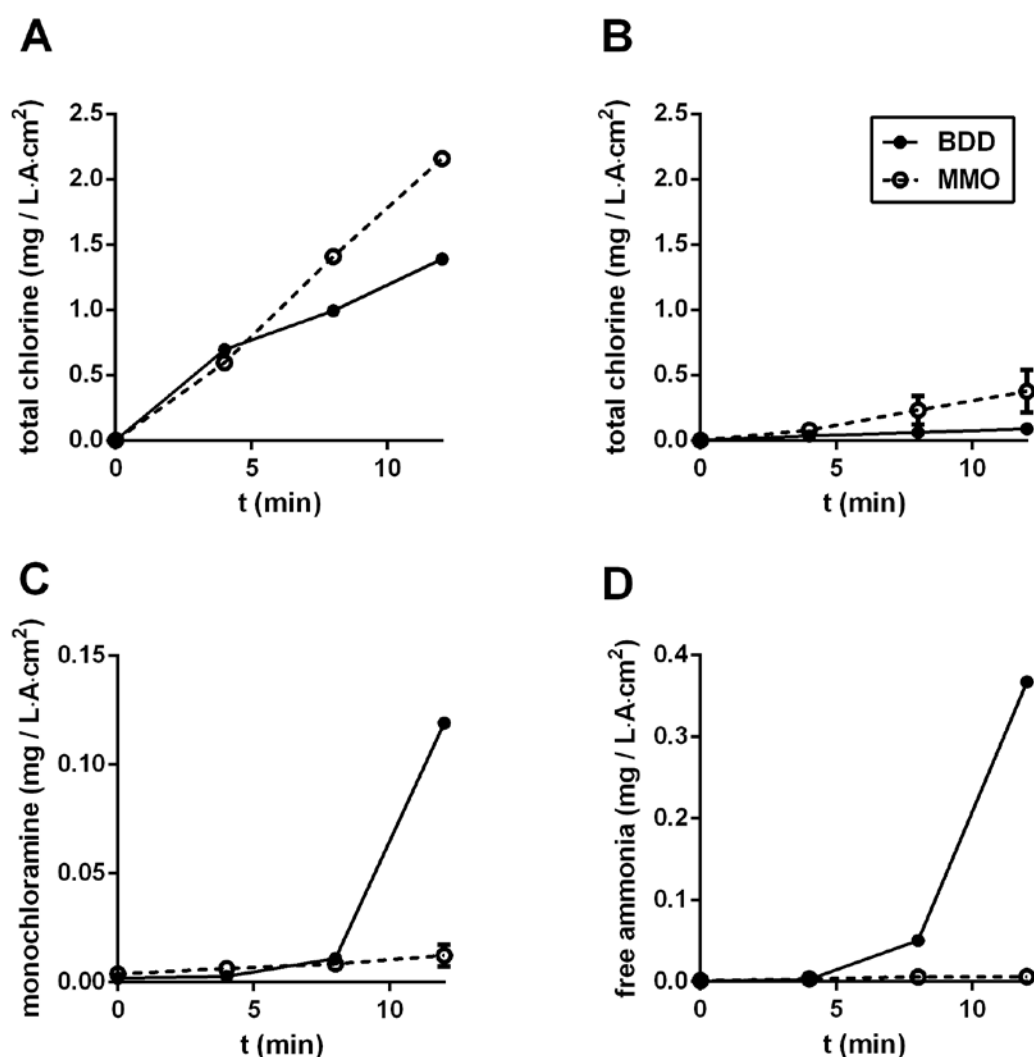 A
total chlorine (mg / L·A·cm²)
2.5
2.0
1.5
1.0
0.5
0.0
0
5
10
t (min)
B
total chlorine (mg / L·A·cm²)
2.5
2.0
1.5
1.0
0.5
0.0
0
5
10
t (min)
BDD
MMO
C
monochloramine (mg / L·A·cm²)
0.15
0.10
0.05
0.00
0
5
10
t (min)
D
free ammonia (mg / L·A·cm²)
0.4
0.3
0.2
0.1
0.0
0
5
10
t (min)